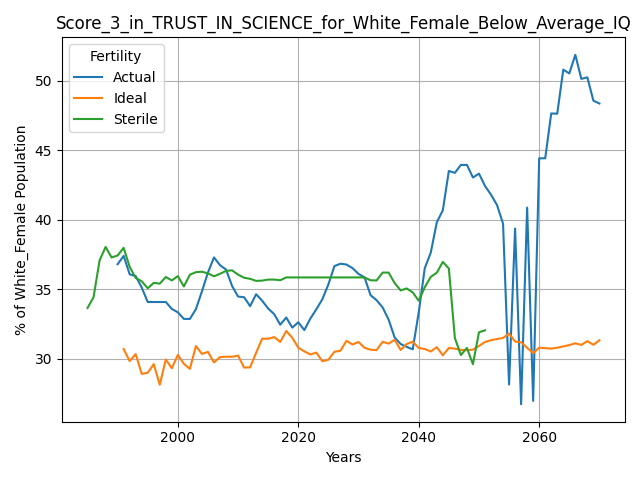 Score_3_in_TRUST_IN_SCIENCE_for_White_Female_Below_Average_IQ
Fertility
Actual
Ideal
Sterile
% of White_Female Population
50
45
40
35
30
2000
2020
2040
2060
Years